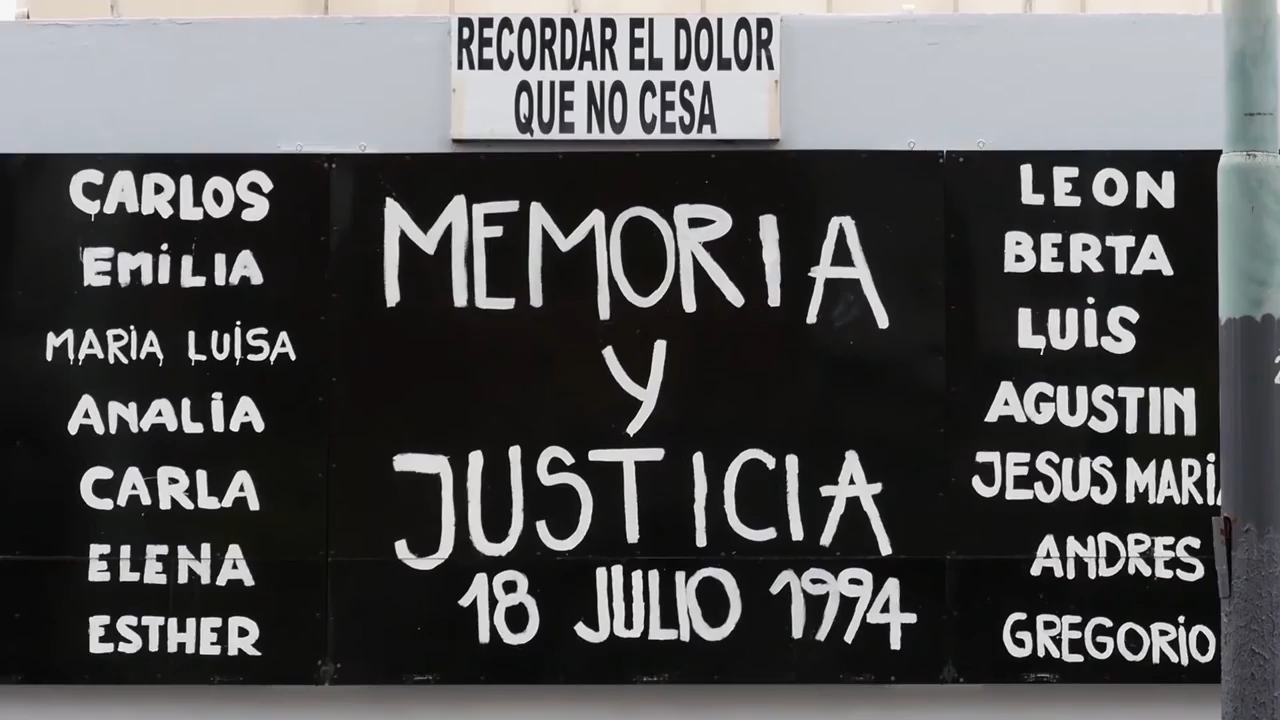 RECORDAR EL DOLOR
QUE NO CESA
CARLOS
EMILIA
MARIA LUISA
ANALIA
CARLA
ELENA
ESTHER
MEMORIA
Y
JUSTICIA
18 JULIO 1994
LEON
BERTA
LUIS
AGUSTIN
JESUS MARIA
ANDRES
GREGORIO